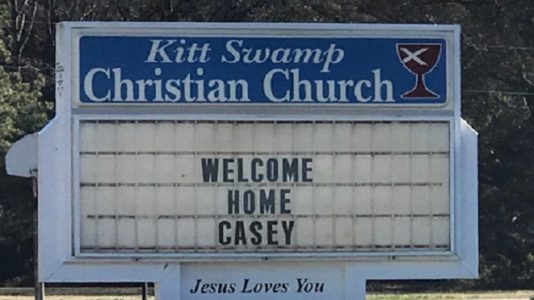 Kitt Swamp
Christian Church
WELCOME
HOME
CASEY
Jesus Loves You